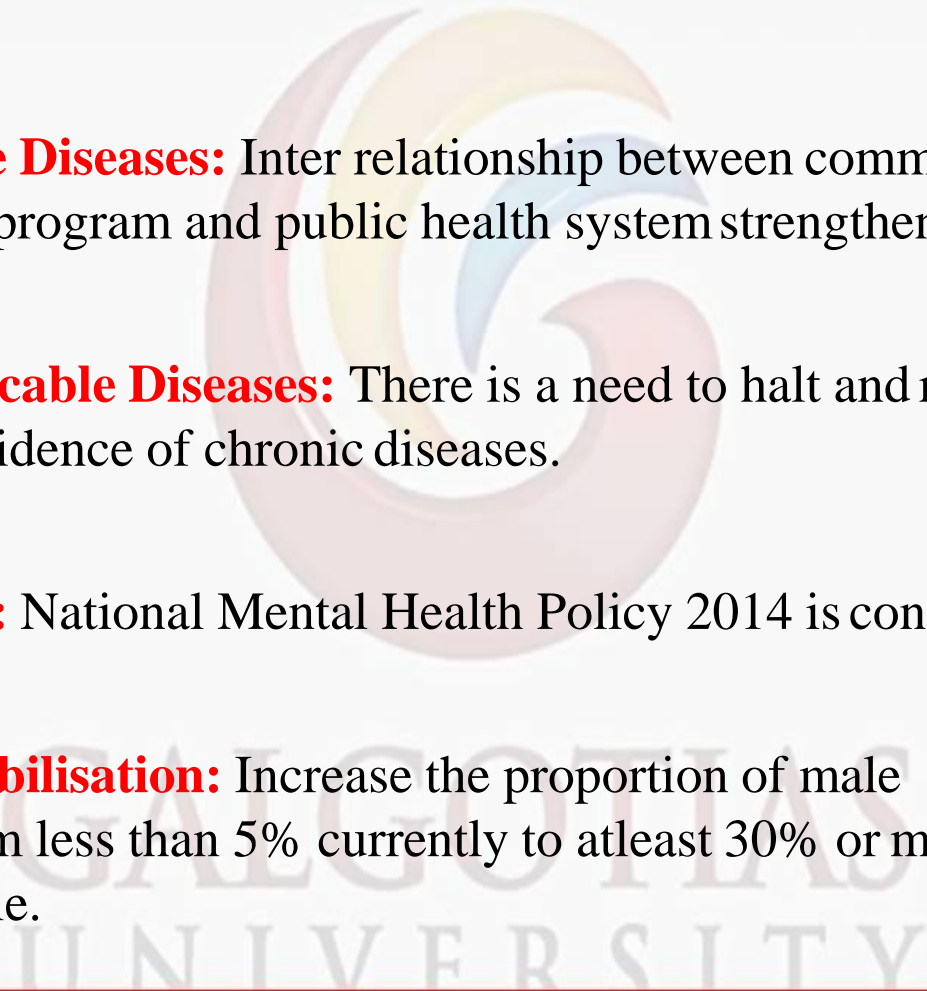 e Diseases: Inter relationship between comm
program and public health system strengthen
cable Diseases: There is a need to halt and r
idence of chronic diseases.
: National Mental Health Policy 2014 is con
bilisation: Increase the proportion of male
m less than 5% currently to atleast 30% or m
le.
GALGOTIAS
UNIVERSITY